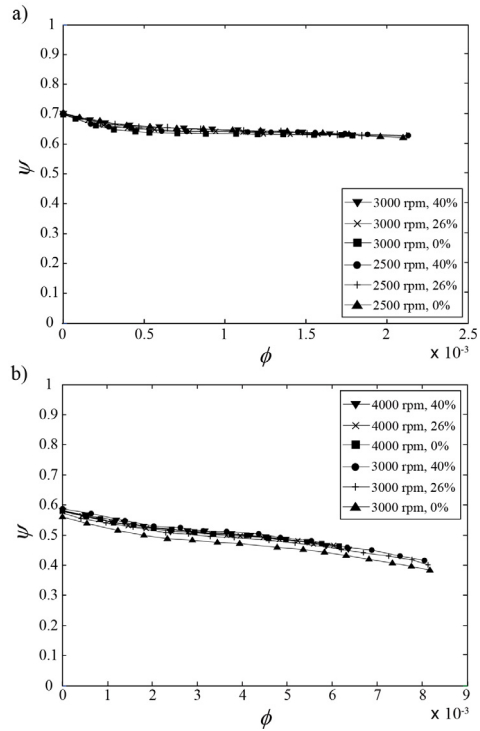 a)
1
0.9
0.8
0.7
0.6
0.5
0.4
0.3
0.2
0.1
0
ψ
3000 rpm, 40%
3000 rpm, 26%
3000 rpm, 0%
2500 rpm, 40%
2500 rpm, 26%
2500 rpm, 0%
0 0.5 1 1.5 2 2.5
ϕ
x 10⁻³
b)
1
0.9
0.8
0.7
0.6
0.5
0.4
0.3
0.2
0.1
0
ψ
4000 rpm, 40%
4000 rpm, 26%
4000 rpm, 0%
3000 rpm, 40%
3000 rpm, 26%
3000 rpm, 0%
0 1 2 3 4 5 6 7 8 9
ϕ
x 10⁻³